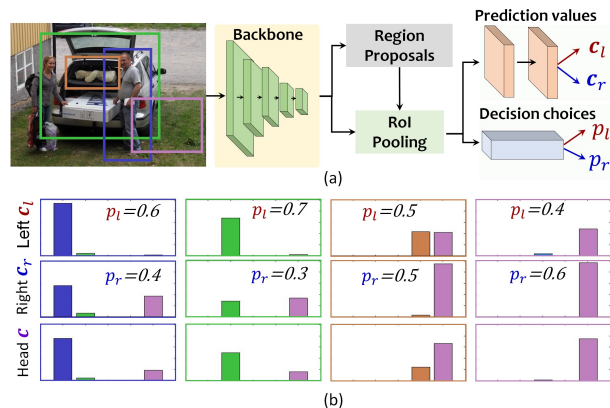 Backbone
Region
Proposals
RoI
Pooling
Prediction values
c_l
c_r
Decision choices
p_l
p_r
(a)
Left c_l
p_l=0.6
p_l=0.7
p_l=0.5
p_l=0.4
Right c_r
p_r=0.4
p_r=0.3
p_r=0.5
p_r=0.6
Head c
(b)